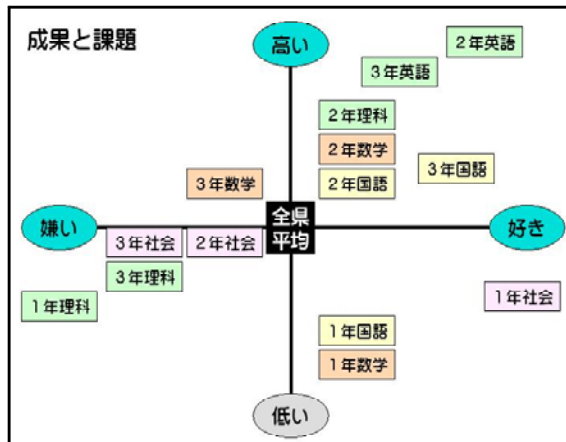 成果と課題
高い
2年英語
3年英語
2年理科
2年数学
3年国語
3年数学
2年国語
嫌い
全県
平均
好き
3年社会
2年社会
3年理科
1年理科
1年社会
1年国語
1年数学
低い